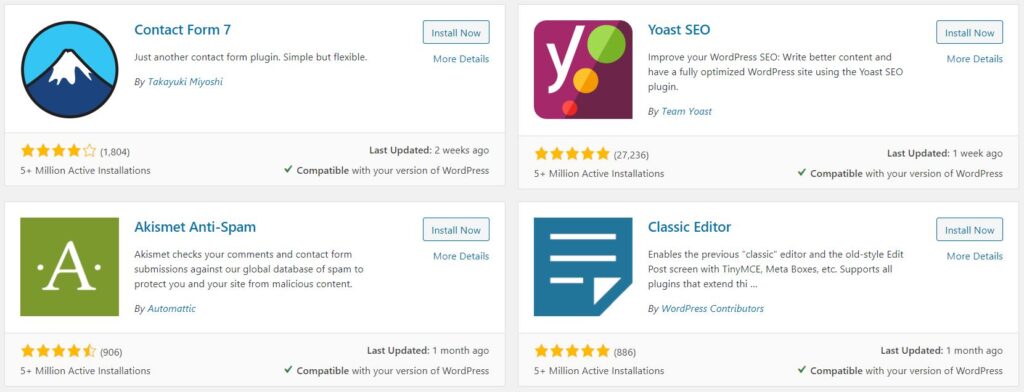 Contact Form 7
Install Now
Just another contact form plugin. Simple but flexible.
More Details
By Takayuki Miyoshi
(1,804)
Last Updated: 2 weeks ago
5+ Million Active Installations
Compatible with your version of WordPress
y
Yoast SEO
Install Now
Improve your WordPress SEO: Write better content and
More Details
have a fully optimized WordPress site using the Yoast SEO
plugin.
By Team Yoast
(27,236)
Last Updated: 1 week ago
5+ Million Active Installations
Compatible with your version of WordPress
·A·
Akismet Anti-Spam
Install Now
Akismet checks your comments and contact form
More Details
submissions against our global database of spam to
protect you and your site from malicious content.
By Automattic
(906)
Last Updated: 1 month ago
5+ Million Active Installations
Compatible with your version of WordPress
Classic Editor
Install Now
Enables the previous "classic" editor and the old-style Edit
More Details
Post screen with TinyMCE, Meta Boxes, etc. Supports all
plugins that extend thi ...
By WordPress Contributors
(886)
Last Updated: 1 month ago
5+ Million Active Installations
Compatible with your version of WordPress